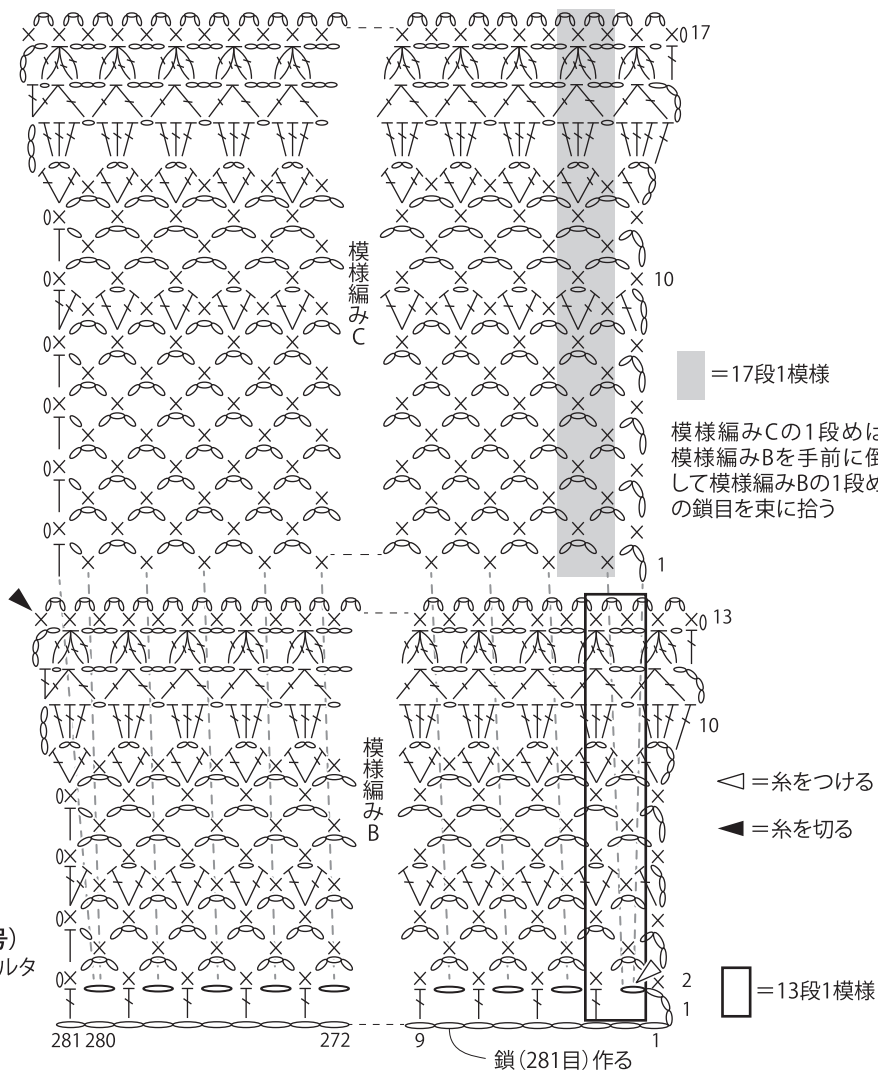 17
模様編みC
10
＝17段1模様
模様編みCの1段めは
模様編みBを手前に倒
して模様編みBの1段め
の鎖目を束に拾う
1
13
模様編みB
10
＝糸をつける
＝糸を切る
号)
ルタ
2
1
＝13段1模様
281 280 272 9 1
鎖(281目)作る